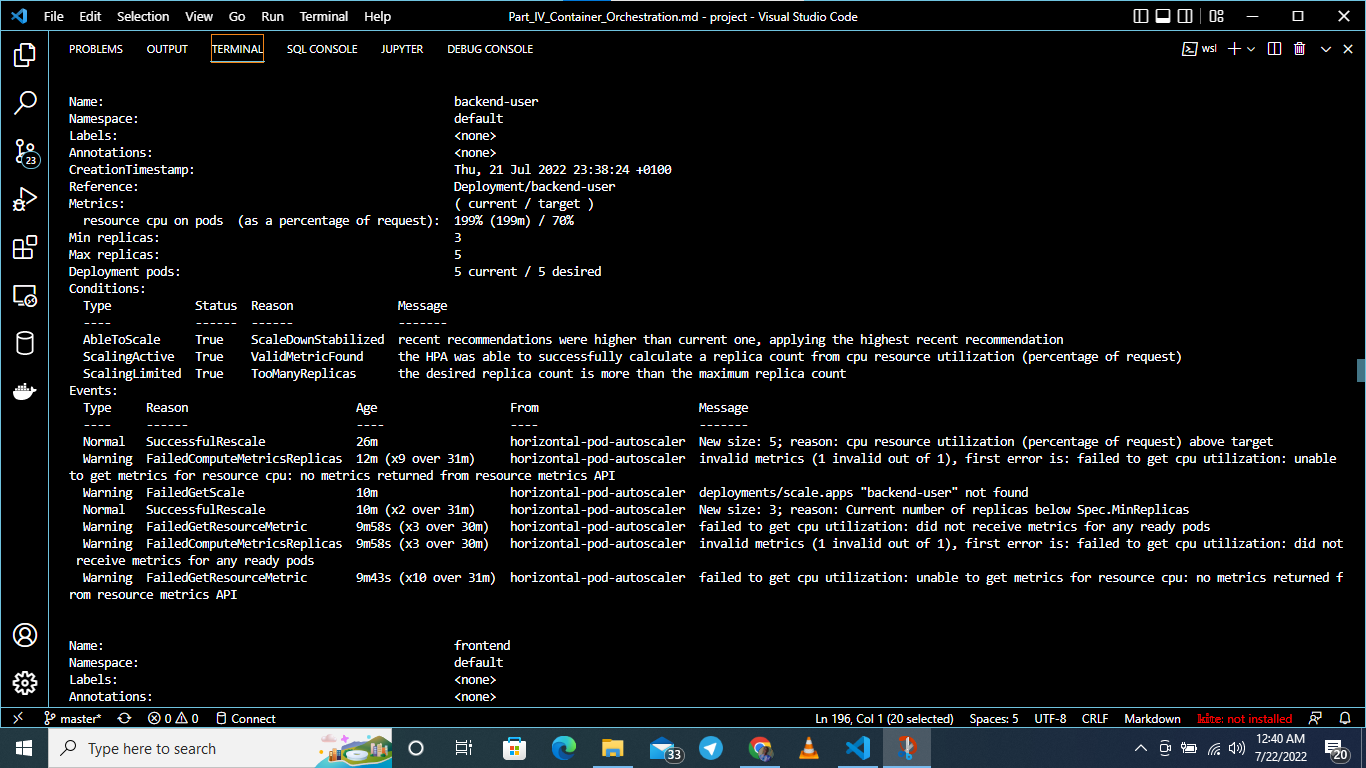 File Edit Selection View Go Run Terminal Help Part_IV_Container_Orchestration.md - project - Visual Studio Code
PROBLEMS OUTPUT TERMINAL SQL CONSOLE JUPYTER DEBUG CONSOLE wsl
Name: backend-user
Namespace: default
Labels: <none>
Annotations: <none>
CreationTimestamp: Thu, 21 Jul 2022 23:38:24 +0100
Reference: Deployment/backend-user
Metrics: ( current / target )
resource cpu on pods (as a percentage of request): 199% (199m) / 70%
Min replicas: 3
Max replicas: 5
Deployment pods: 5 current / 5 desired
Conditions:
Type Status Reason Message
---- ------ ------ -------
AbleToScale True ScaleDownStabilized recent recommendations were higher than current one, applying the highest recent recommendation
ScalingActive True ValidMetricFound the HPA was able to successfully calculate a replica count from cpu resource utilization (percentage of request)
ScalingLimited True TooManyReplicas the desired replica count is more than the maximum replica count
Events:
Type Reason Age From Message
---- ------ ---- ---- -------
Normal SuccessfulRescale 26m horizontal-pod-autoscaler New size: 5; reason: cpu resource utilization (percentage of request) above target
Warning FailedComputeMetricsReplicas 12m (x9 over 31m) horizontal-pod-autoscaler invalid metrics (1 invalid out of 1), first error is: failed to get cpu utilization: unable
to get metrics for resource cpu: no metrics returned from resource metrics API
Warning FailedGetScale 10m horizontal-pod-autoscaler deployments/scale.apps "backend-user" not found
Normal SuccessfulRescale 10m (x2 over 31m) horizontal-pod-autoscaler New size: 3; reason: Current number of replicas below Spec.MinReplicas
Warning FailedGetResourceMetric 9m58s (x3 over 30m) horizontal-pod-autoscaler failed to get cpu utilization: did not receive metrics for any ready pods
Warning FailedComputeMetricsReplicas 9m58s (x3 over 30m) horizontal-pod-autoscaler invalid metrics (1 invalid out of 1), first error is: failed to get cpu utilization: did not
receive metrics for any ready pods
Warning FailedGetResourceMetric 9m43s (x10 over 31m) horizontal-pod-autoscaler failed to get cpu utilization: unable to get metrics for resource cpu: no metrics returned f
rom resource metrics API
Name: frontend
Namespace: default
Labels: <none>
Annotations: <none>
23
master* 0 0 Connect Ln 196, Col 1 (20 selected) Spaces: 5 UTF-8 CRLF Markdown kite: not installed
Type here to search 33 12:40 AM
7/22/2022 20